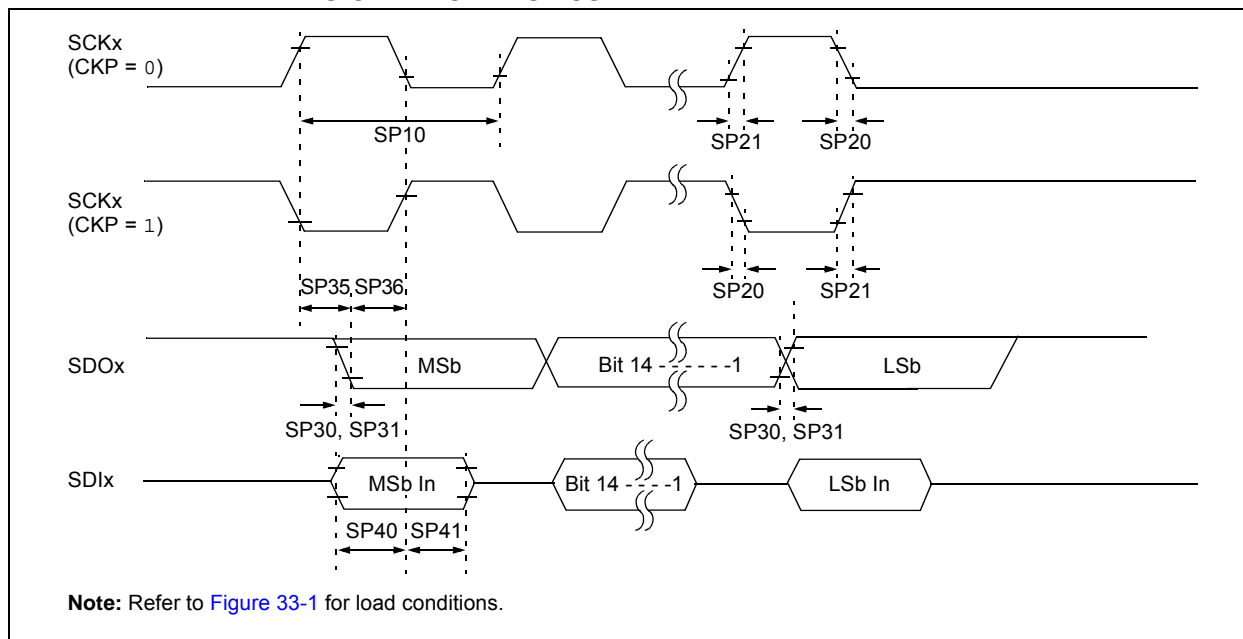 SCKx
(CKP = 0)
SP10
SP21
SP20
SCKx
(CKP = 1)
SP35
SP36
SP20
SP21
SDOx
MSb
Bit 14 - - - - - -1
LSb
SP30, SP31
SP30, SP31
SDIx
MSb In
Bit 14 - - - - -1
LSb In
SP40
SP41
Note: Refer to Figure 33-1 for load conditions.